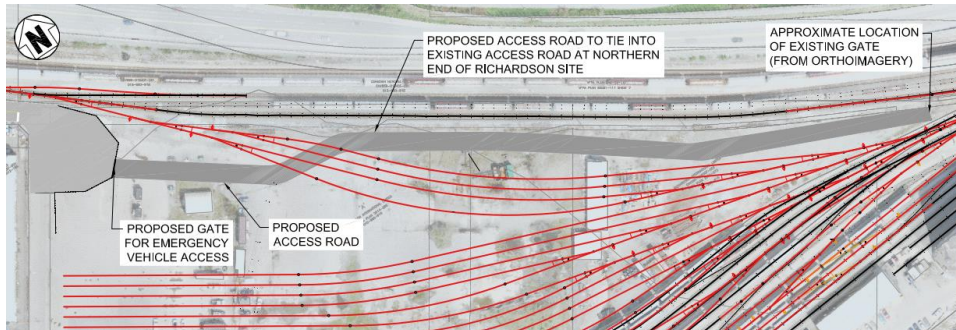 N
PROPOSED ACCESS ROAD TO TIE INTO
EXISTING ACCESS ROAD AT NORTHERN
END OF RICHARDSON SITE
APPROXIMATE LOCATION
OF EXISTING GATE
(FROM ORTHOIMAGERY)
PROPOSED GATE
FOR EMERGENCY
VEHICLE ACCESS
PROPOSED
ACCESS ROAD